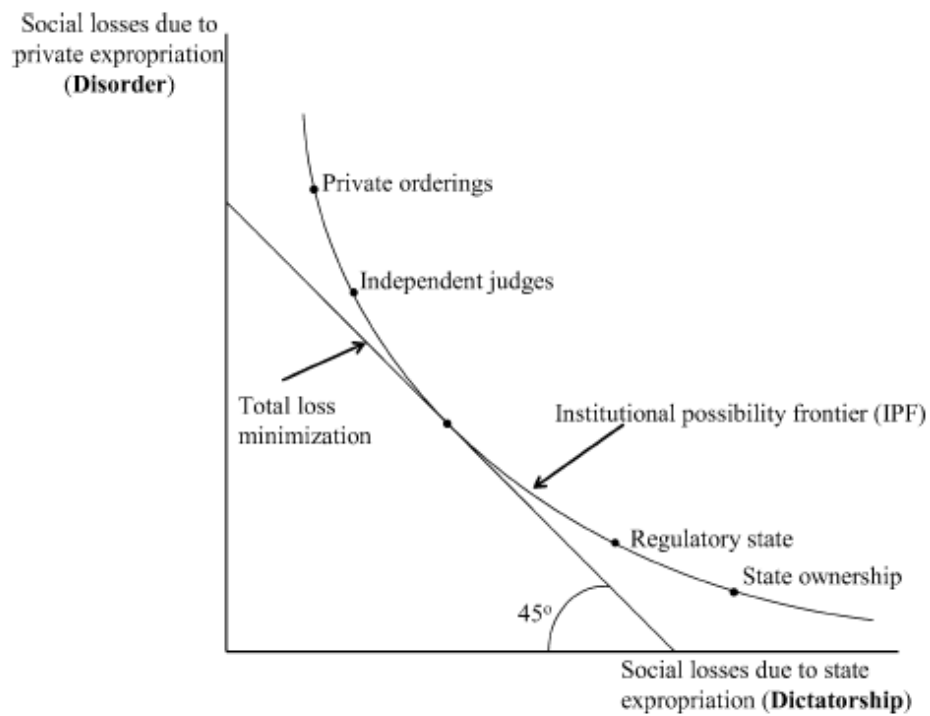 Social losses due to
private expropriation
(Disorder)
Private orderings
Independent judges
Total loss
minimization
Institutional possibility frontier (IPF)
Regulatory state
State ownership
45º
Social losses due to state
expropriation (Dictatorship)